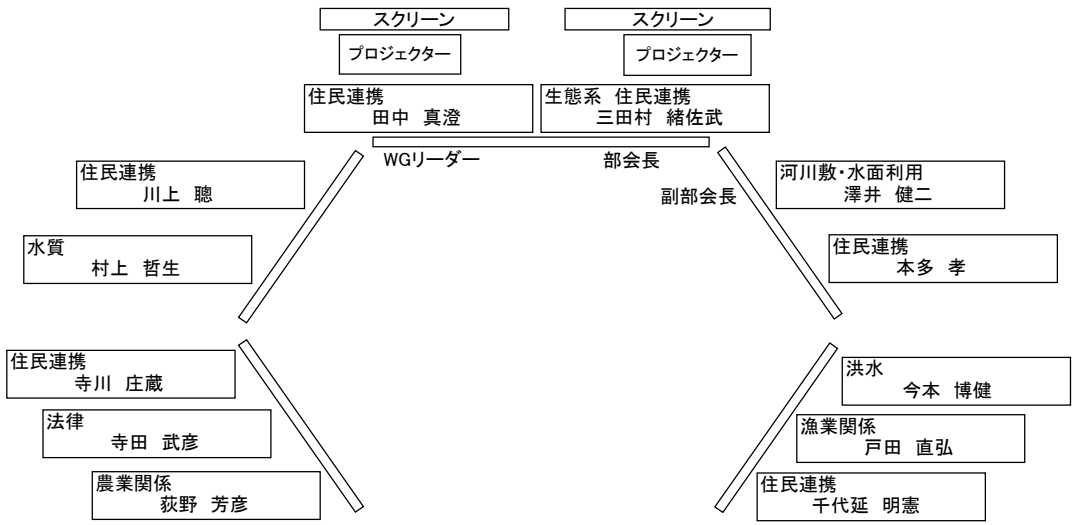 スクリーン
スクリーン
プロジェクター
プロジェクター
住民連携
田中 真澄
生態系 住民連携
三田村 緒佐武
WGリーダー
部会長
副部会長
住民連携
川上 聰
河川敷・水面利用
澤井 健二
水質
村上 哲生
住民連携
本多 孝
住民連携
寺川 庄蔵
洪水
今本 博健
法律
寺田 武彦
漁業関係
戸田 直弘
農業関係
荻野 芳彦
住民連携
千代延 明憲